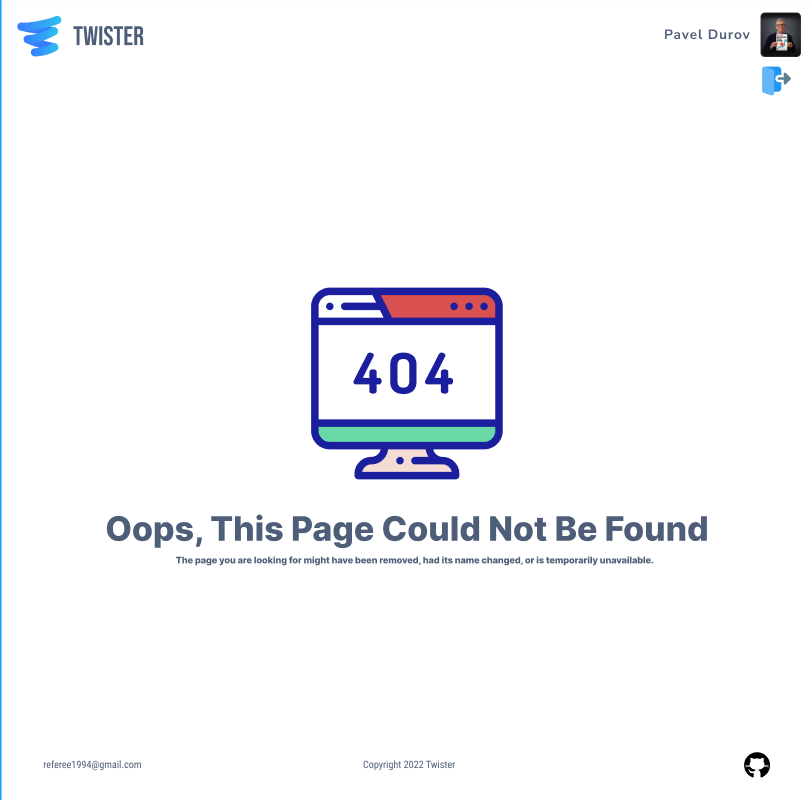 TWISTER
Pavel Durov
404
Oops, This Page Could Not Be Found
The page you are looking for might have been removed, had its name changed, or is temporarily unavailable.
referee1994@gmail.com
Copyright 2022 Twister